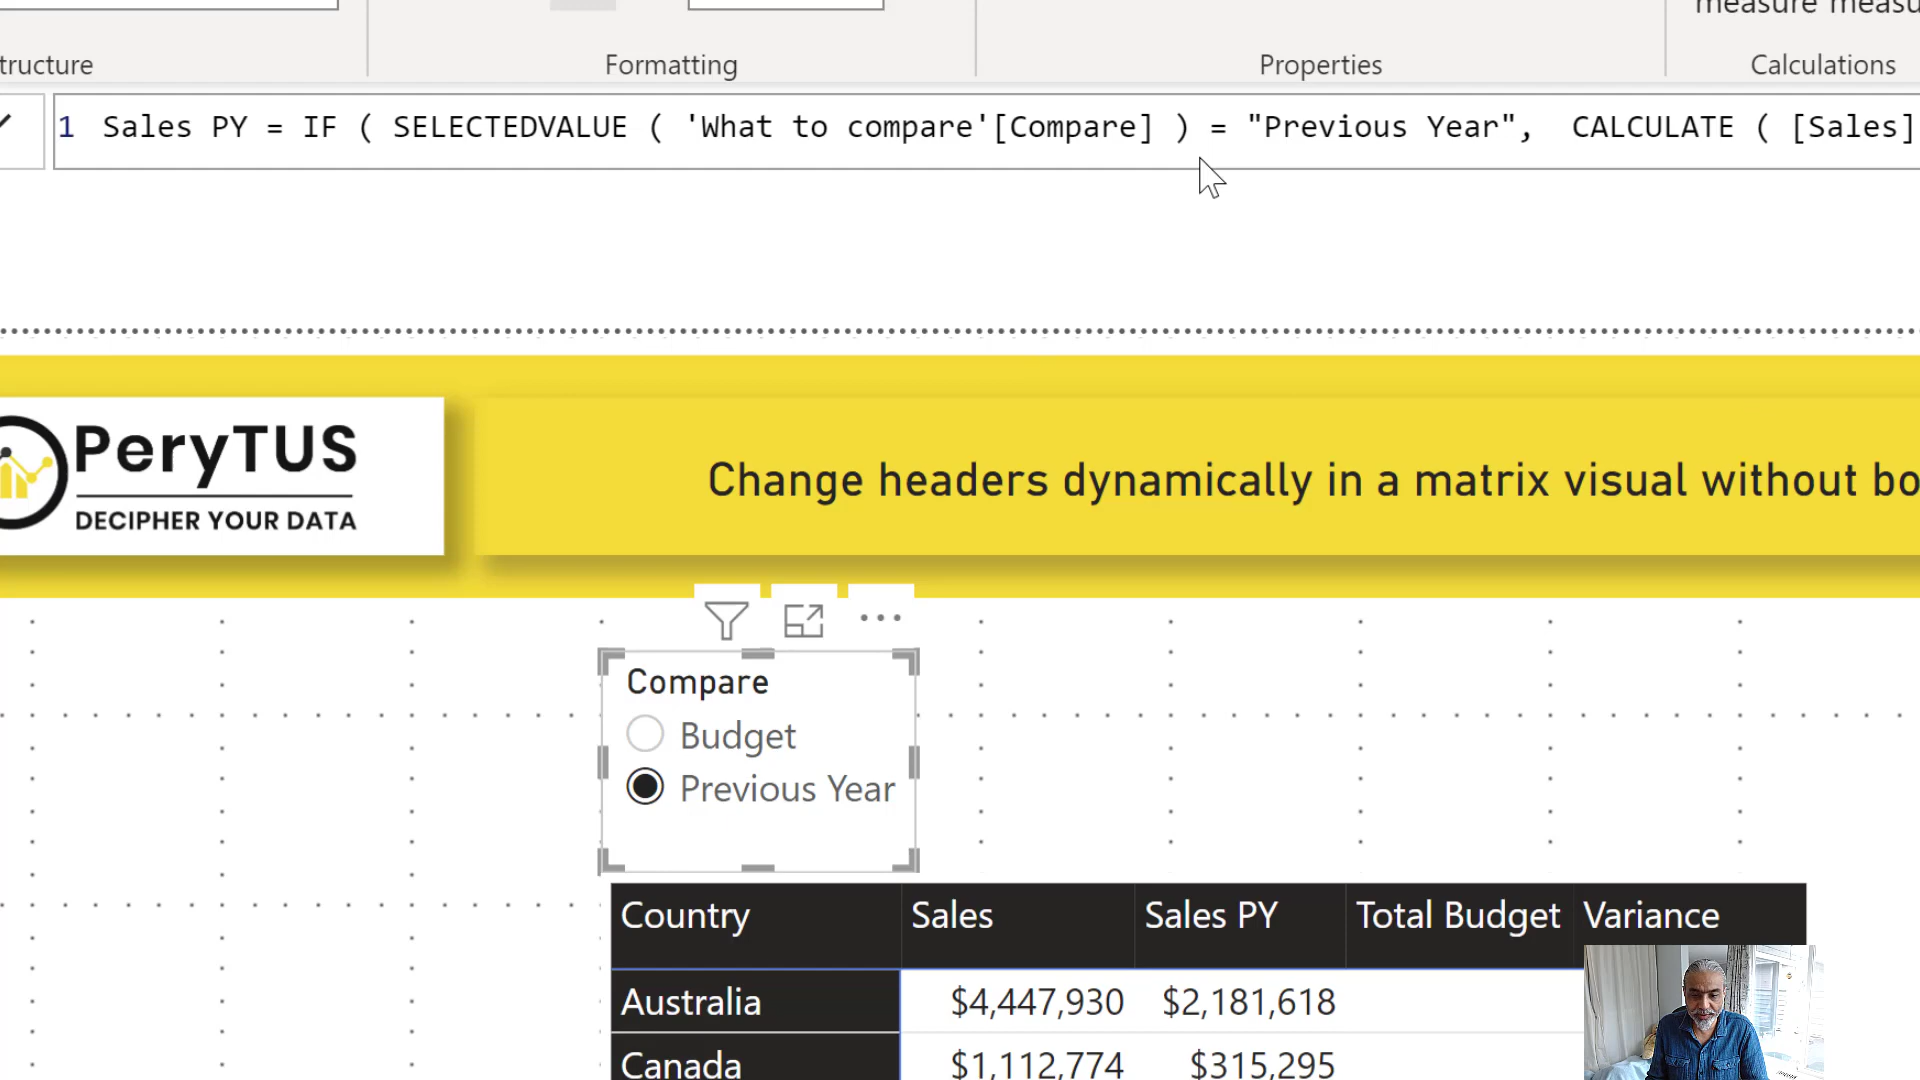 measure measu
tructure
Formatting
Properties
Calculations
1 Sales PY = IF ( SELECTEDVALUE ( 'What to compare'[Compare] ) = "Previous Year",  CALCULATE ( [Sales]
PeryTUS
DECIPHER YOUR DATA
Change headers dynamically in a matrix visual without bo
Compare
Budget
Previous Year
Country Sales Sales PY Total Budget Variance
Australia $4,447,930 $2,181,618
Canada $1,112,774 $315,295